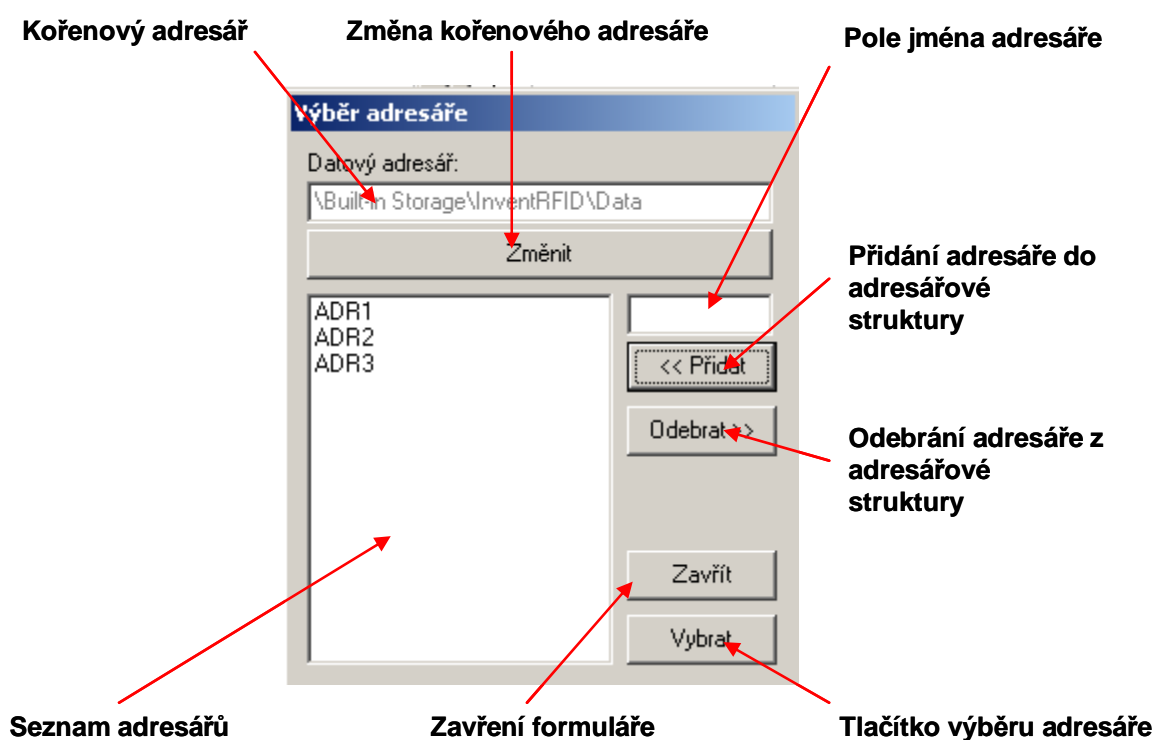 Kořenový adresář
Změna kořenového adresáře
Pole jména adresáře
Výběr adresáře
Datový adresář:
\Built-in Storage\InventRFID\Data
Změnit
ADR1
ADR2
ADR3
<< Přidat
Odebrat >>
Zavřít
Vybrat
Přidání adresáře do
adresářové
struktury
Odebrání adresáře z
adresářové
struktury
Seznam adresářů
Zavření formuláře
Tlačítko výběru adresáře